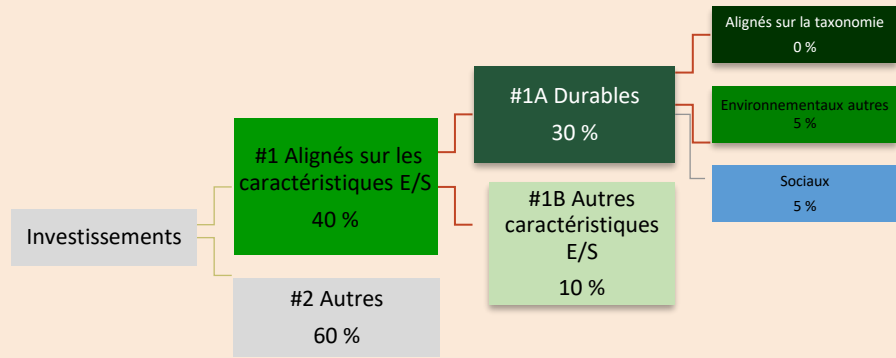 Investissements
#1 Alignés sur les
caractéristiques E/S
40 %
#2 Autres
60 %
#1A Durables
30 %
#1B Autres
caractéristiques
E/S
10 %
Alignés sur la taxonomie
0 %
Environnementaux autres
5 %
Sociaux
5 %